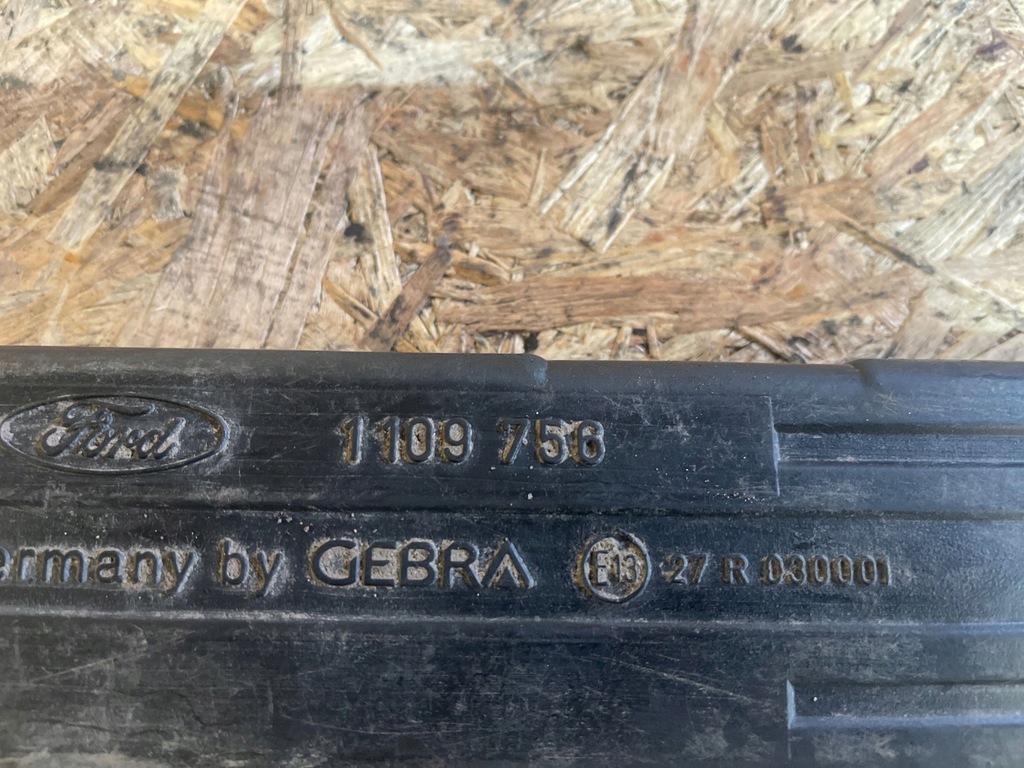 Ford 1109 756
ermany by GEBRA E13 27 R 030001